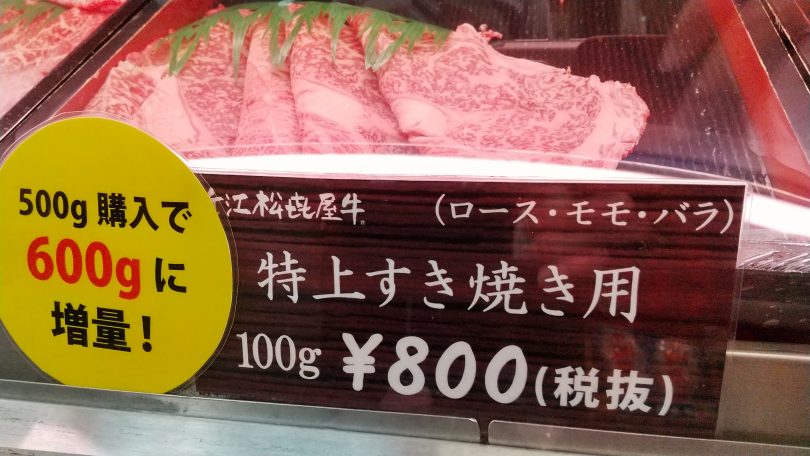 500g 購入で
600g に
増量!
江松喜屋牛 (ロース・モモ・バラ)
特上すき焼き用
100g ¥800(税抜)